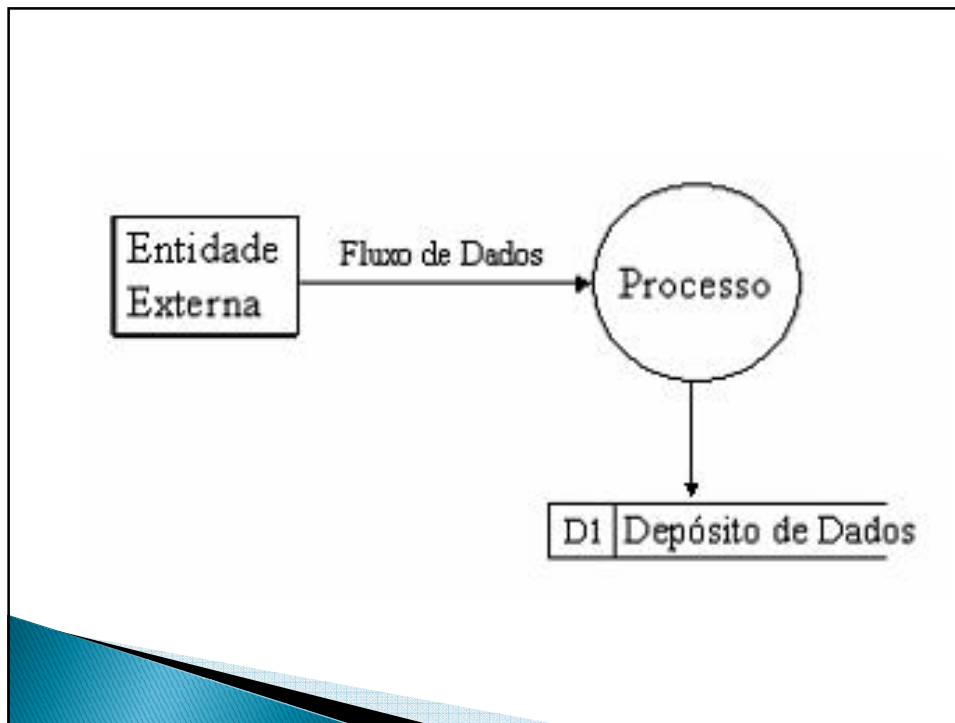 Entidade
Externa
Fluxo de Dados
Processo
D1 Depósito de Dados